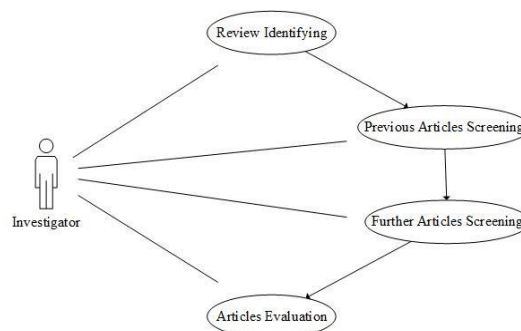 Review Identifying
Previous Articles Screening
Investigator
Further Articles Screening
Articles Evaluation